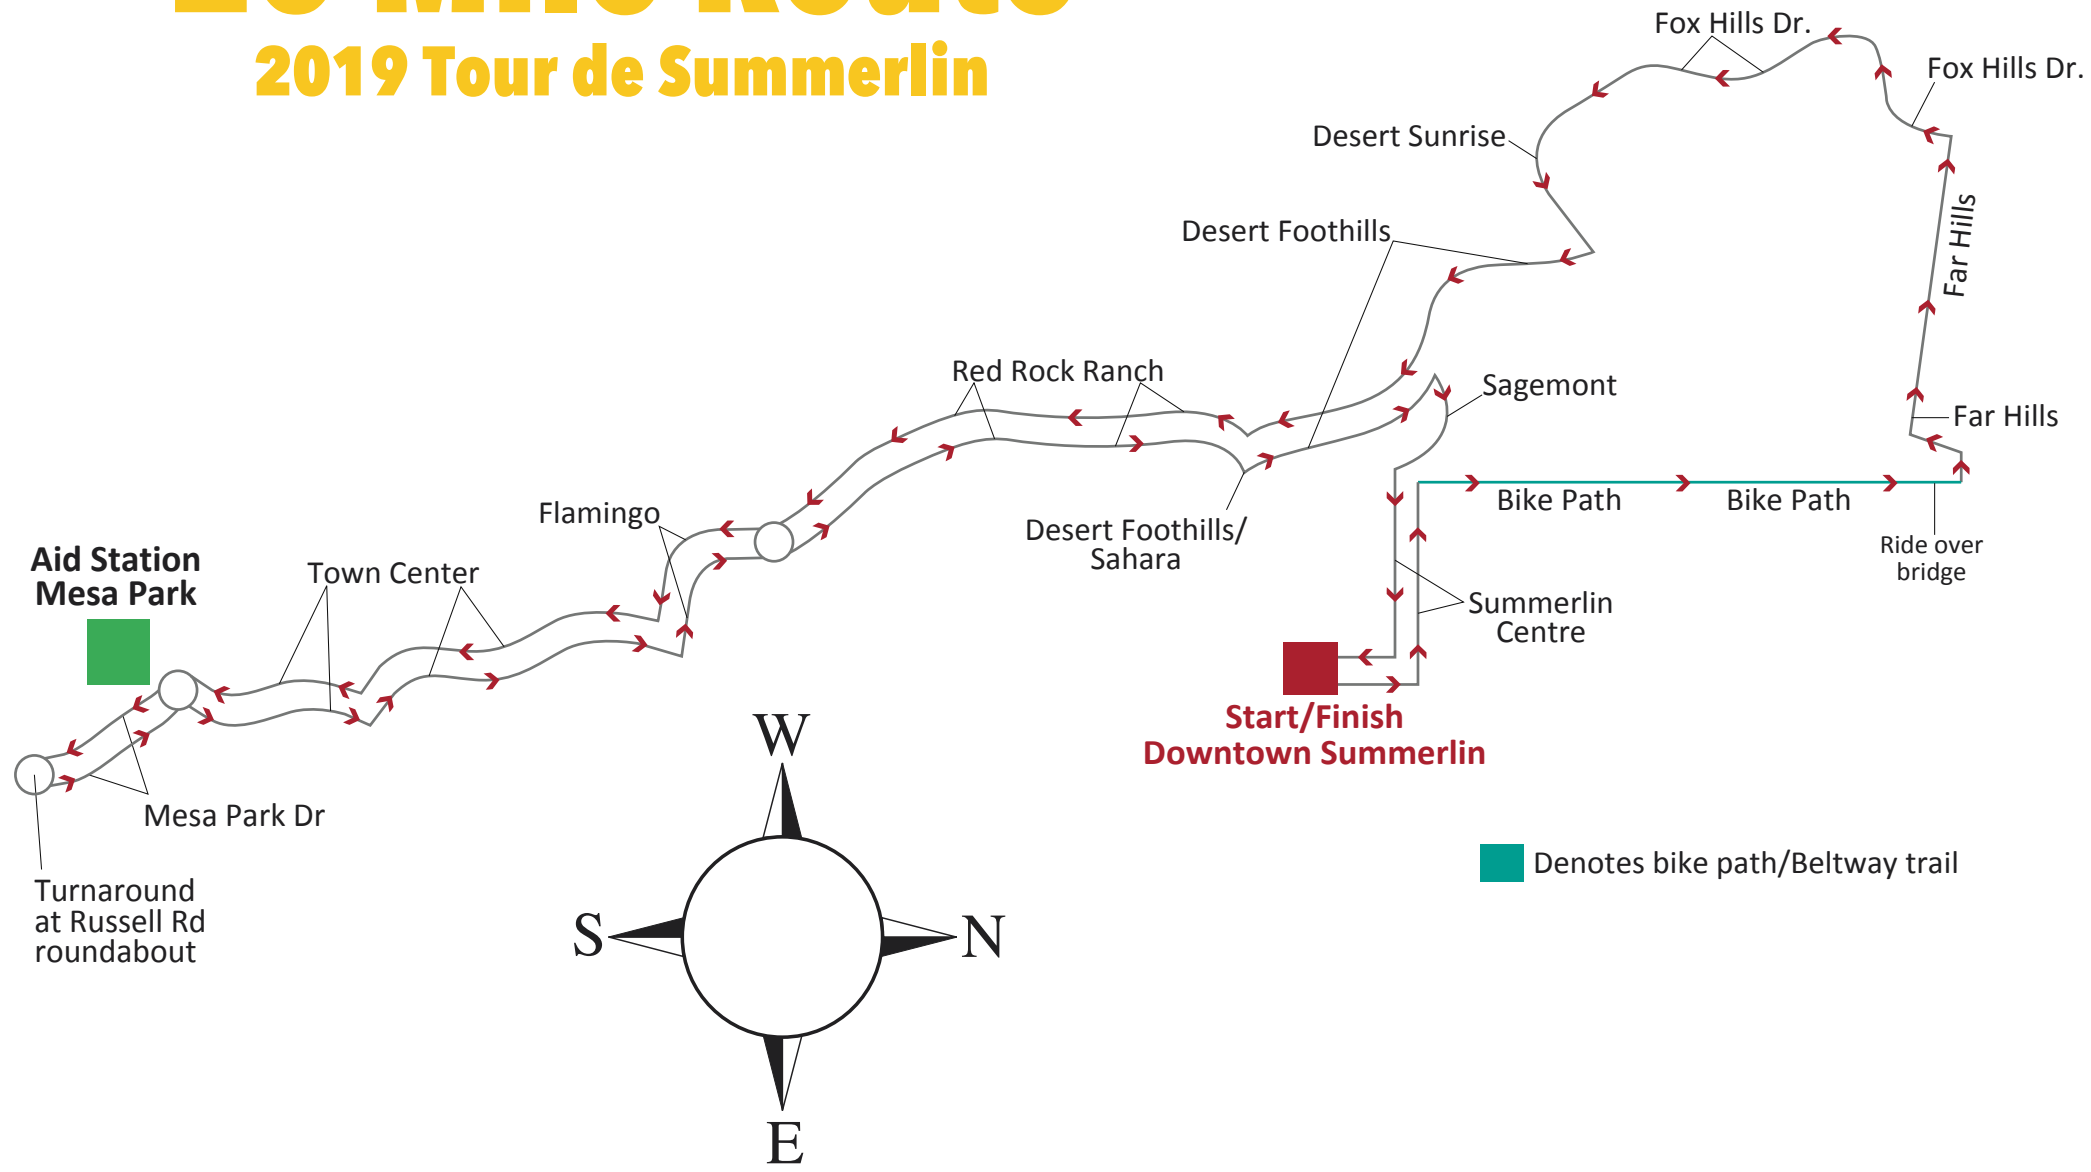 Mile Route
2019 Tour de Summerlin
Fox Hills Dr.
Fox Hills Dr.
Desert Sunrise
Desert Foothills
Far Hills
Red Rock Ranch
Sagemont
Far Hills
Bike Path
Bike Path
Flamingo
Desert Foothills/
Sahara
Ride over
bridge
Aid Station
Mesa Park
Town Center
Summerlin
Centre
Start/Finish
Downtown Summerlin
Mesa Park Dr
Turnaround
at Russell Rd
roundabout
W
S
N
E
Denotes bike path/Beltway trail